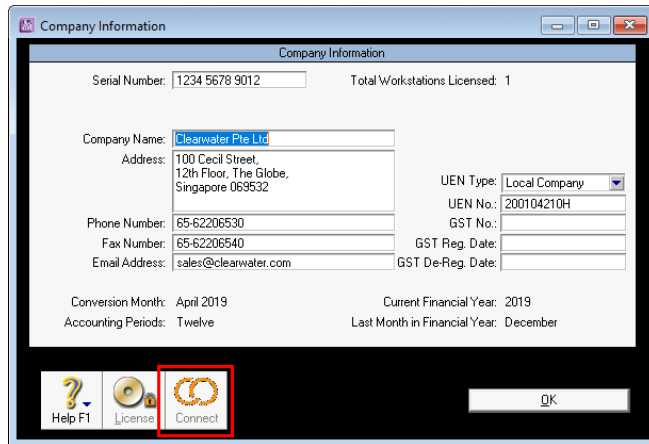 Company Information
Company Information
Serial Number: 1234 5678 9012 Total Workstations Licensed: 1
Company Name: Clearwater Pte Ltd
Address: 100 Cecil Street,
12th Floor, The Globe,
Singapore 069532
UEN Type: Local Company
UEN No.: 200104210H
Phone Number: 65-62206530 GST No.:
Fax Number: 65-62206540 GST Reg. Date:
Email Address: sales@clearwater.com GST De-Reg. Date:
Conversion Month: April 2019 Current Financial Year: 2019
Accounting Periods: Twelve Last Month in Financial Year: December
Help F1 License Connect OK